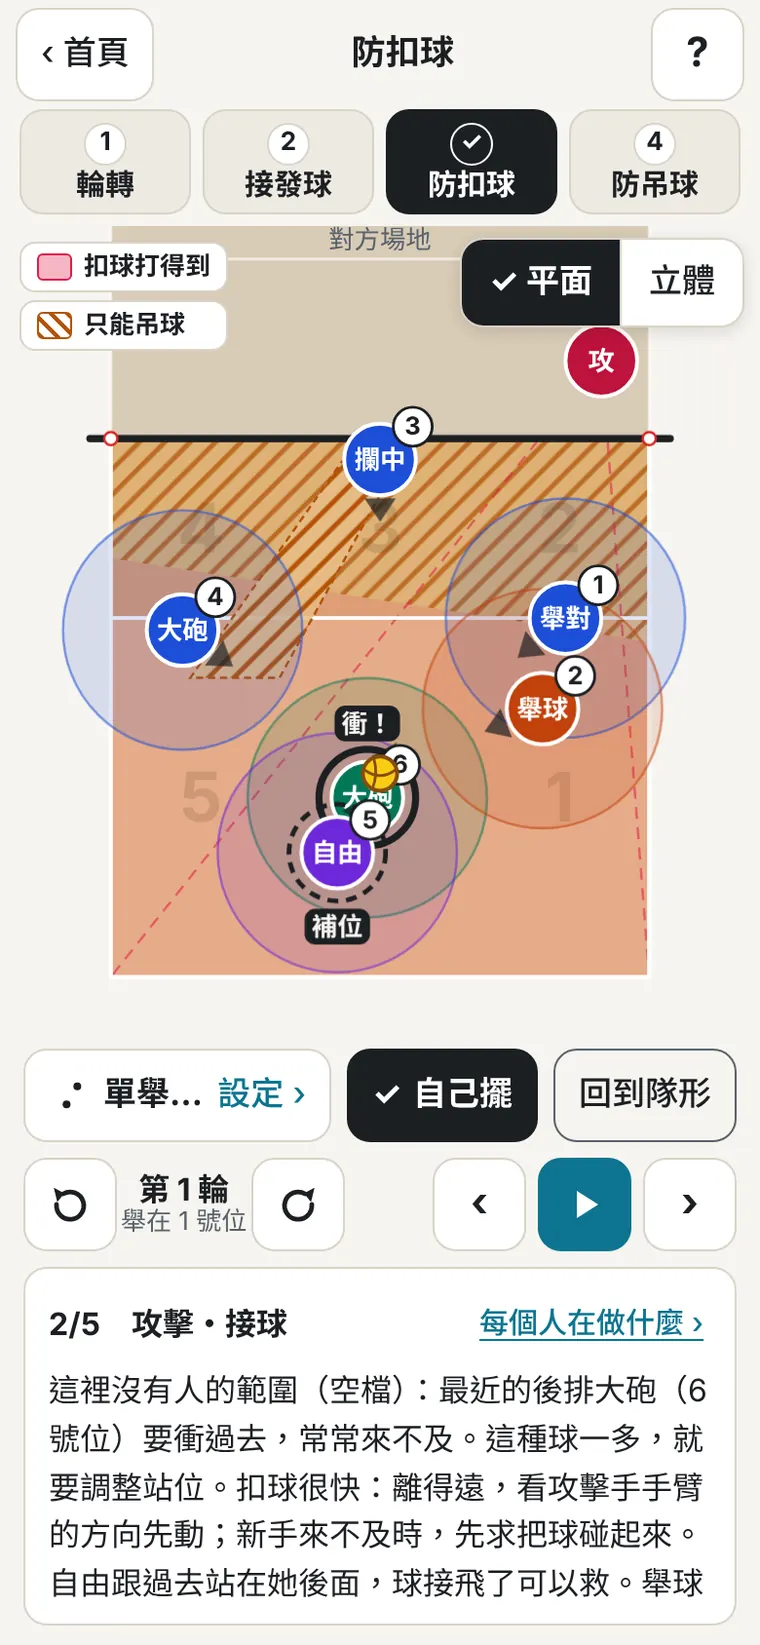 ‹ 首頁
防扣球
?
1
輪轉
2
接發球
防扣球
4
防吊球
對方場地
扣球打得到
只能吊球
平面
立體
攻
3
攔中
4
3
2
4
大砲
1
舉對
2
舉球
衝！
6
大砲
5
自由
補位
5
1
單舉... 設定 ›
自己擺
回到隊形
第 1 輪
舉在 1 號位
‹
›
2/5 攻擊・接球
每個人在做什麼 ›
這裡沒有人的範圍（空檔）：最近的後排大砲（6
號位）要衝過去，常常來不及。這種球一多，就
要調整站位。扣球很快：離得遠，看攻擊手手臂
的方向先動；新手來不及時，先求把球碰起來。
自由跟過去站在她後面，球接飛了可以救。舉球